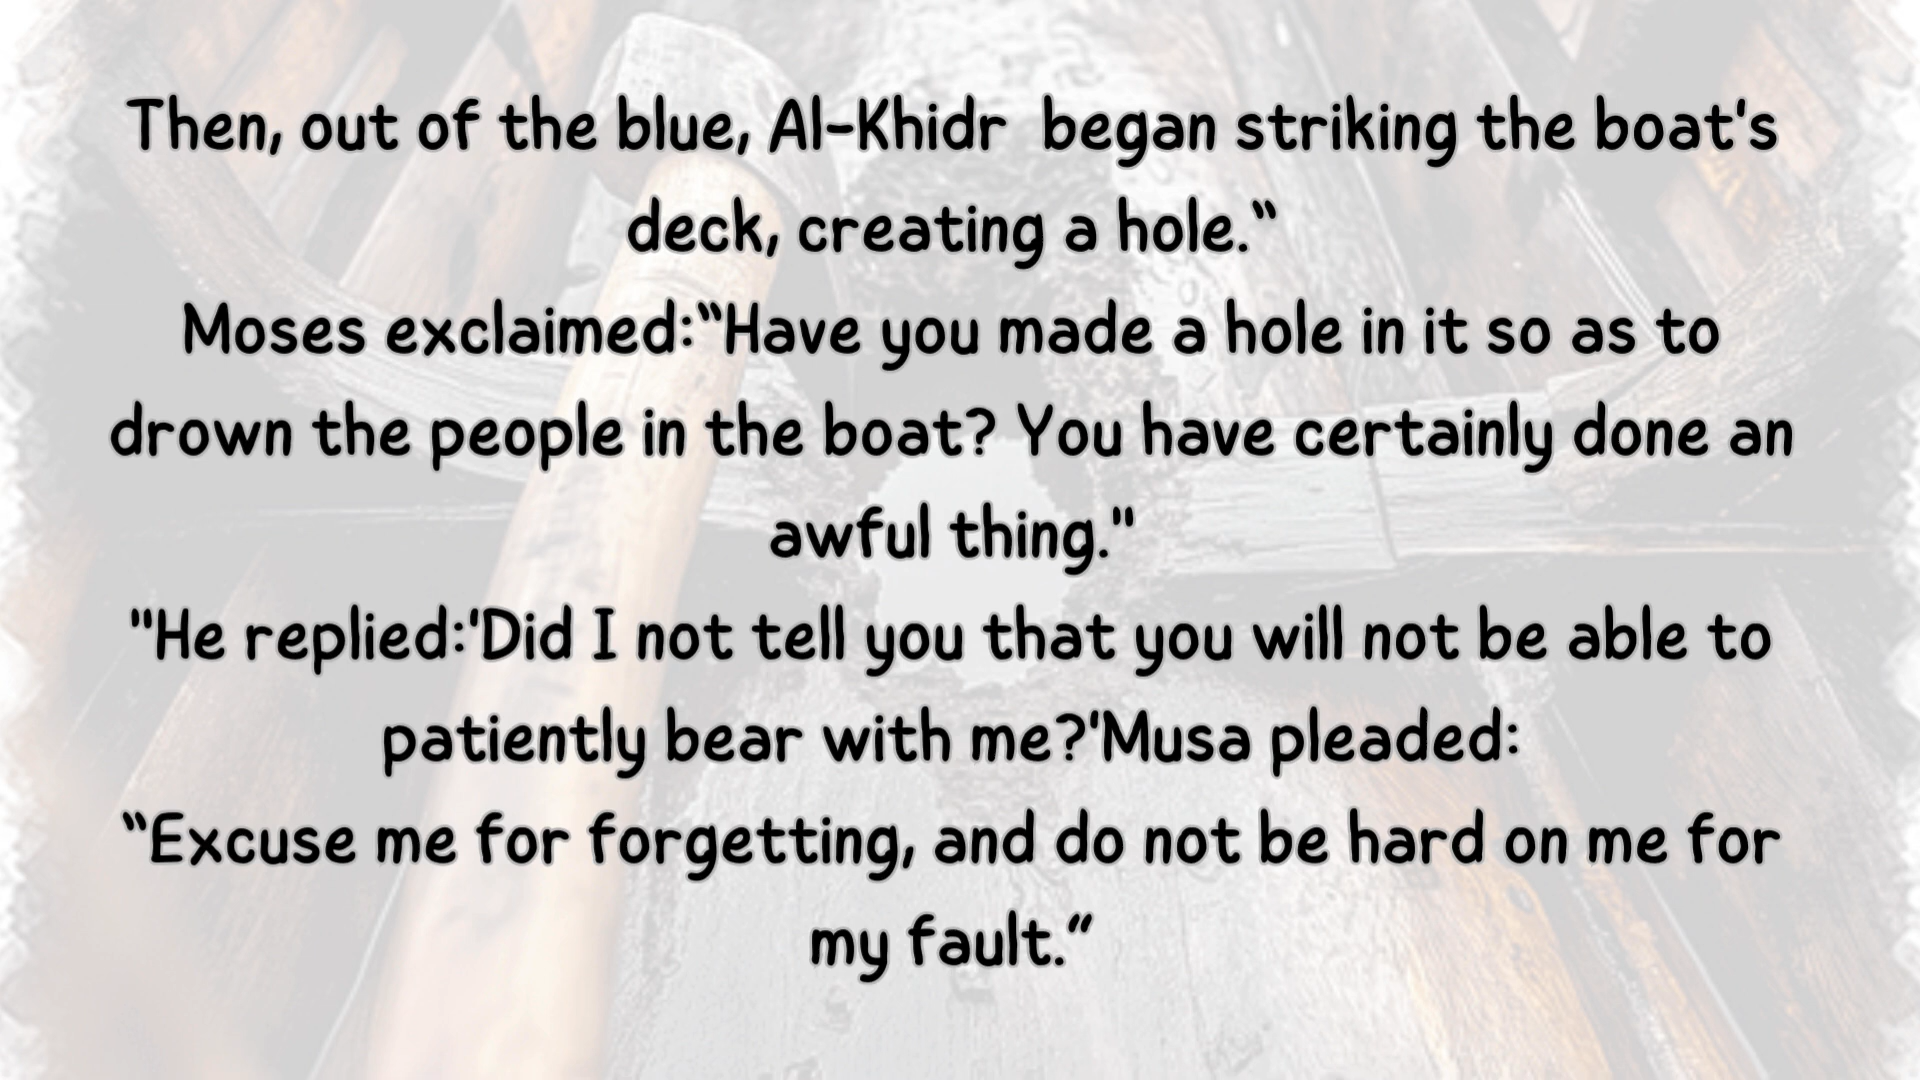 Then, out of the blue, Al-Khidr  began striking the boat's
deck, creating a hole.“
Moses exclaimed:“Have you made a hole in it so as to
drown the people in the boat? You have certainly done an
awful thing."
"He replied:'Did I not tell you that you will not be able to
patiently bear with me?'Musa pleaded:
“Excuse me for forgetting, and do not be hard on me for
my fault.”